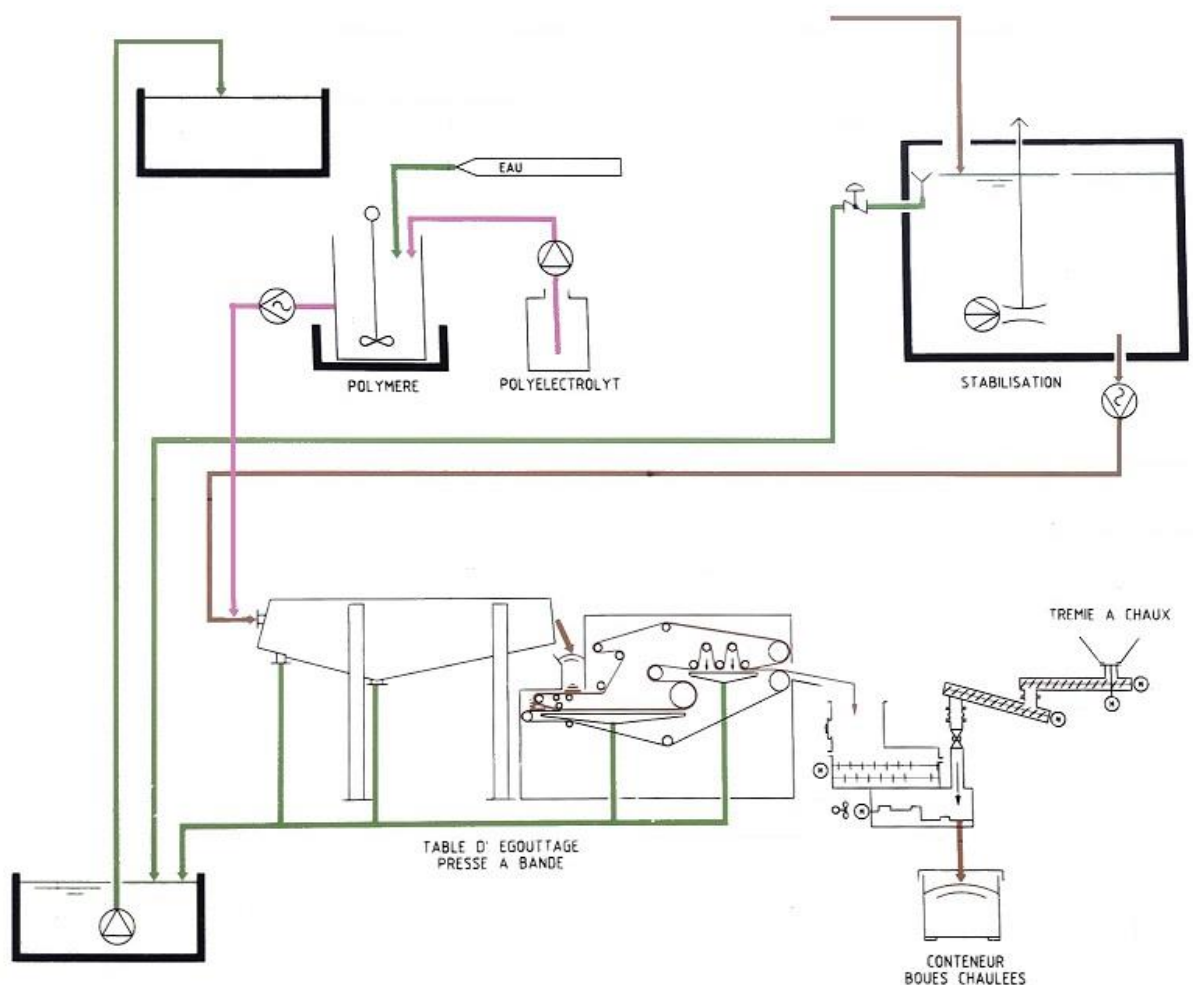 EAU
POLYMERE
POLYELECTROLYT
STABILISATION
TREMIE A CHAUX
TABLE D' EGOUTTAGE
PRESSE A BANDE
CONTENEUR
BOUES CHAULEES